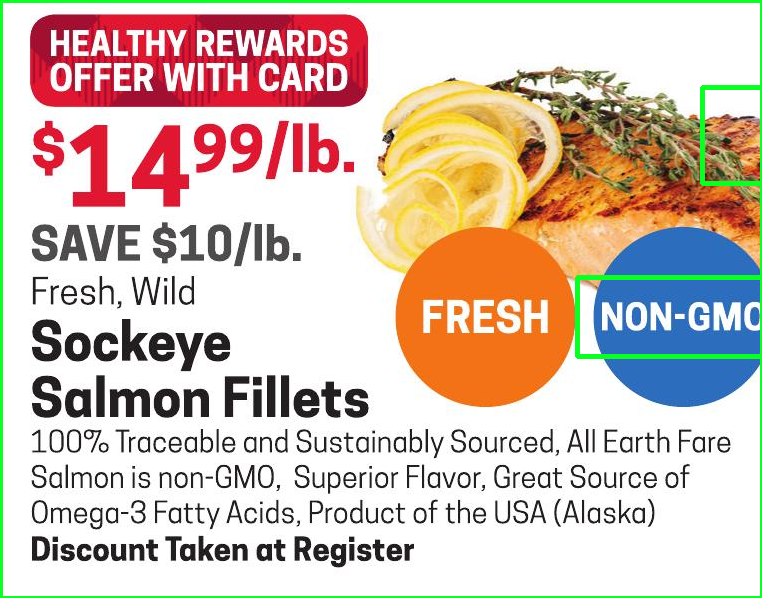 HEALTHY REWARDS
OFFER WITH CARD
$14 99/lb.
SAVE $10/lb.
Fresh, Wild
Sockeye
Salmon Fillets
FRESH
NON-GMO
100% Traceable and Sustainably Sourced, All Earth Fare
Salmon is non-GMO, Superior Flavor, Great Source of
Omega-3 Fatty Acids, Product of the USA (Alaska)
Discount Taken at Register